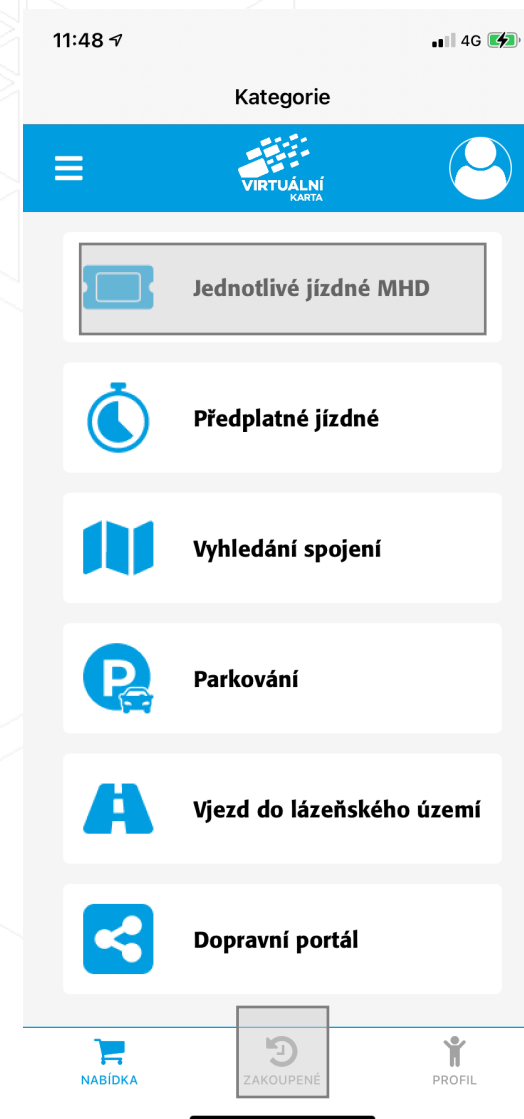 11:48
4G
Kategorie
VIRTUÁLNÍ
KARTA
Jednotlivé jízdné MHD
Předplatné jízdné
Vyhledání spojení
P
Parkování
Vjezd do lázeňského území
Dopravní portál
NABÍDKA
ZAKOUPENÉ
PROFIL